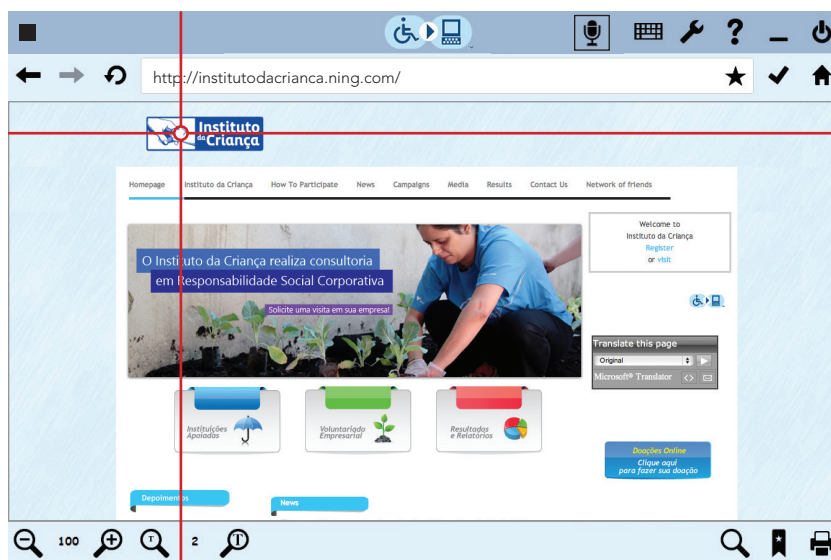 http://institutodacrianca.ning.com/
Instituto
da Criança
Homepage
Instituto da Criança
How To Participate
News
Campaigns
Media
Results
Contact Us
Network of friends
O Instituto da Criança realiza consultoria
em Responsabilidade Social Corporativa
Solicite uma visita em sua empresa!
Welcome to
Instituto da Criança
Register
or visit
Translate this page
Original
Microsoft® Translator
Instituições
Apoiadas
Voluntariado
Empresarial
Resultados
e Relatórios
Doações Online
Clique aqui
para fazer sua doação
Depoimentos
News
100
T
2
T